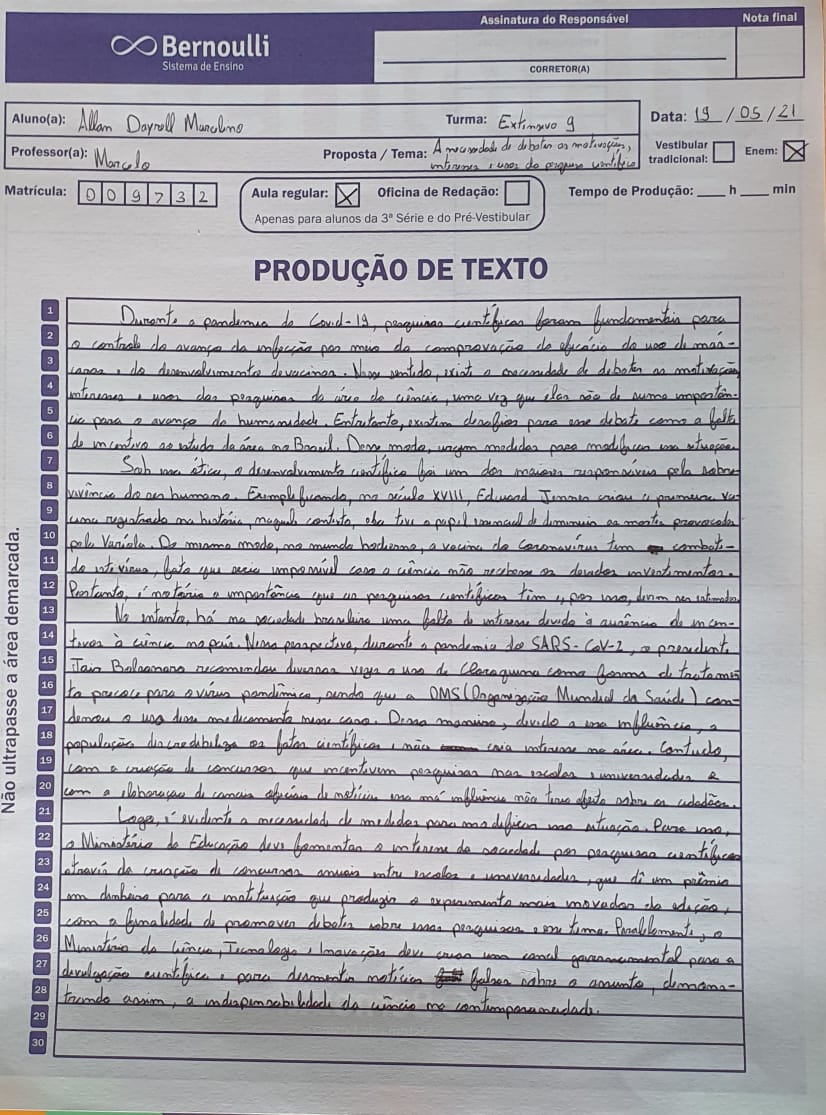 Assinatura do Responsável
Nota final
Bernoulli
Sistema de Ensino
CORRETOR(A)
Aluno(a): Allan Dayrell Marcolino
Turma: Extensivo 9
Data: 19 / 05 / 21
Professor(a): Marcelo
Proposta / Tema: A necessidade de debater as motivações,
interesses e usos da pesquisa científica
Vestibular tradicional:
Enem: X
Matrícula: 0 0 9 7 3 2
Aula regular: X
Oficina de Redação:
Tempo de Produção: ____ h ____ min
Apenas para alunos da 3ª Série e do Pré-Vestibular
PRODUÇÃO DE TEXTO
Não ultrapasse a área demarcada.
1 Durante a pandemia do Covid-19, pesquisas científicas foram fundamentais para
2 o controle do avanço da infecção por meio da comprovação da eficácia do uso de más-
3 caras e do desenvolvimento de vacinas. Nesse sentido, existe a necessidade de debater as motivações,
4 interesses e usos das pesquisas da área da ciência, uma vez que elas são de suma importân-
5 cia para o avanço da humanidade. Entretanto, existem desafios para esse debate como a falta
6 de incentivo ao estudo da área no Brasil. Desse modo, urgem medidas para modificar essa situação.
7 Sob essa ótica, o desenvolvimento científico foi um dos maiores responsáveis pela sobre-
8 vivência do ser humano. Exemplificando, no século XVIII, Edward Jenner criou a primeira va-
9 cina registrada na história, naquele contexto, ela teve o papel essencial de diminuir as mortes provocadas
10 pela Varíola. Do mesmo modo, no mundo hodierno, a vacina do Coronavírus tem combati-
11 do este vírus, fato que seria impossível caso a ciência não recebesse os devidos investimentos.
12 Portanto, é notória a importância que as pesquisas científicas têm e, por isso, devem ser
13 No entanto, há na sociedade brasileira uma falta de interesse devido à ausência de incen-
14 tivos à ciência no país. Nessa perspectiva, durante a pandemia do SARS-CoV-2, o presidente
15 Jair Bolsonaro recomendou diversas vezes o uso de Cloroquina como forma de tratamen-
16 to precoce para o vírus pandêmico, sendo que a OMS (Organização Mundial da Saúde) con-
17 denou o uso desse medicamento nesse caso. Dessa maneira, devido a essa influência, a
18 população discredibiliza os fatos científicos e não cria interesse na área. Contudo,
19 com a criação de concursos que incentivem pesquisas nas escolas e universidades e
20 com a elaboração de canais oficiais de notícias essa má influência não teria efeito sobre os cidadãos.
21 Logo, é evidente a necessidade de medidas para modificar essa situação. Para isso,
22 o Ministério da Educação deve fomentar o interesse da sociedade por pesquisas científicas
23 através da criação de concursos anuais entre escolas e universidades, que dê um prêmio
24 em dinheiro para a instituição que produzir o experimento mais inovador da edição,
25 com a finalidade de promover debates sobre essas pesquisas e esse tema. Paralelamente, o
26 Ministério da Ciência, Tecnologia e Inovações deve criar um canal governamental para a
27 divulgação científica e para desmentir notícias falsas sobre o assunto, demons-
28 trando assim, a indispensabilidade da ciência na contemporaneidade.
29
30